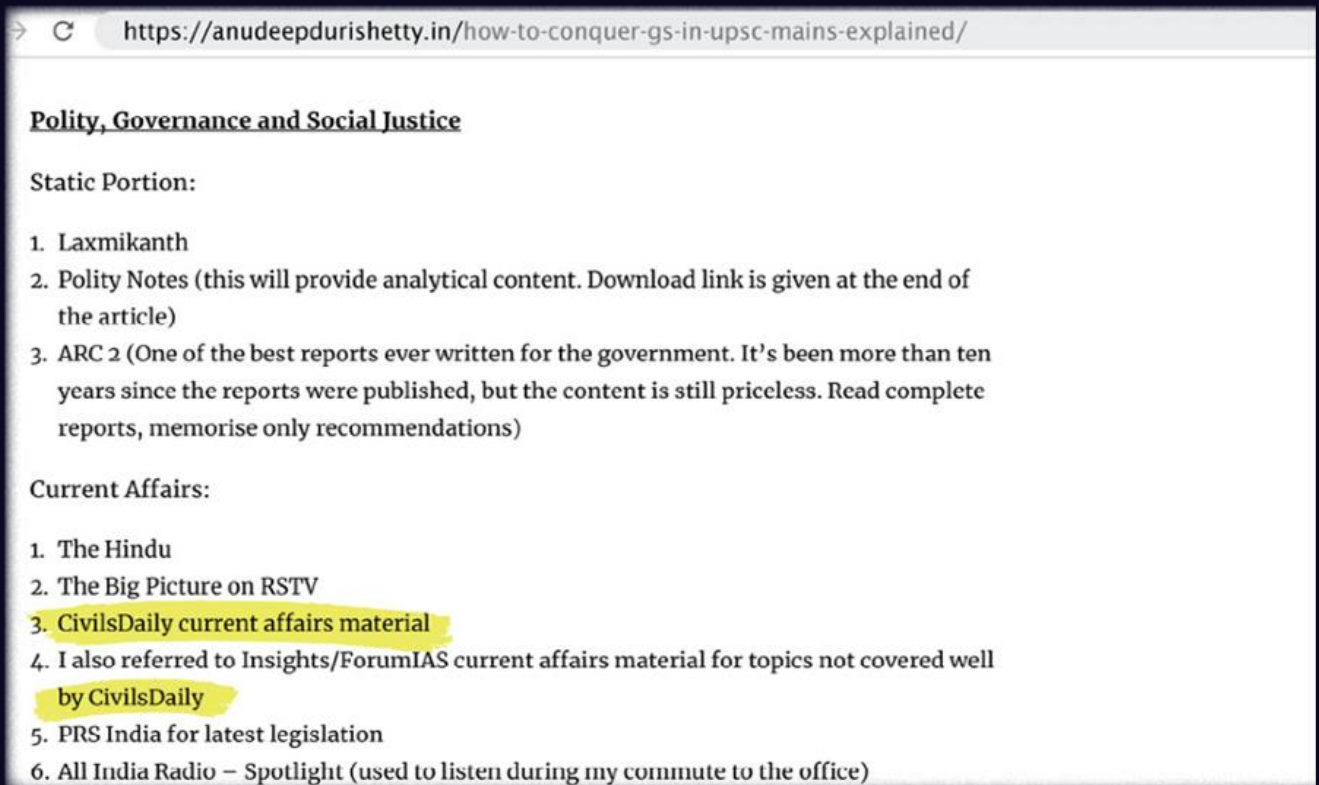 https://anudeepdurishetty.in/how-to-conquer-gs-in-upsc-mains-explained/
Polity, Governance and Social Justice
Static Portion:
1. Laxmikanth
2. Polity Notes (this will provide analytical content. Download link is given at the end of
the article)
3. ARC 2 (One of the best reports ever written for the government. It’s been more than ten
years since the reports were published, but the content is still priceless. Read complete
reports, memorise only recommendations)
Current Affairs:
1. The Hindu
2. The Big Picture on RSTV
3. CivilsDaily current affairs material
4. I also referred to Insights/ForumIAS current affairs material for topics not covered well
by CivilsDaily
5. PRS India for latest legislation
6. All India Radio – Spotlight (used to listen during my commute to the office)